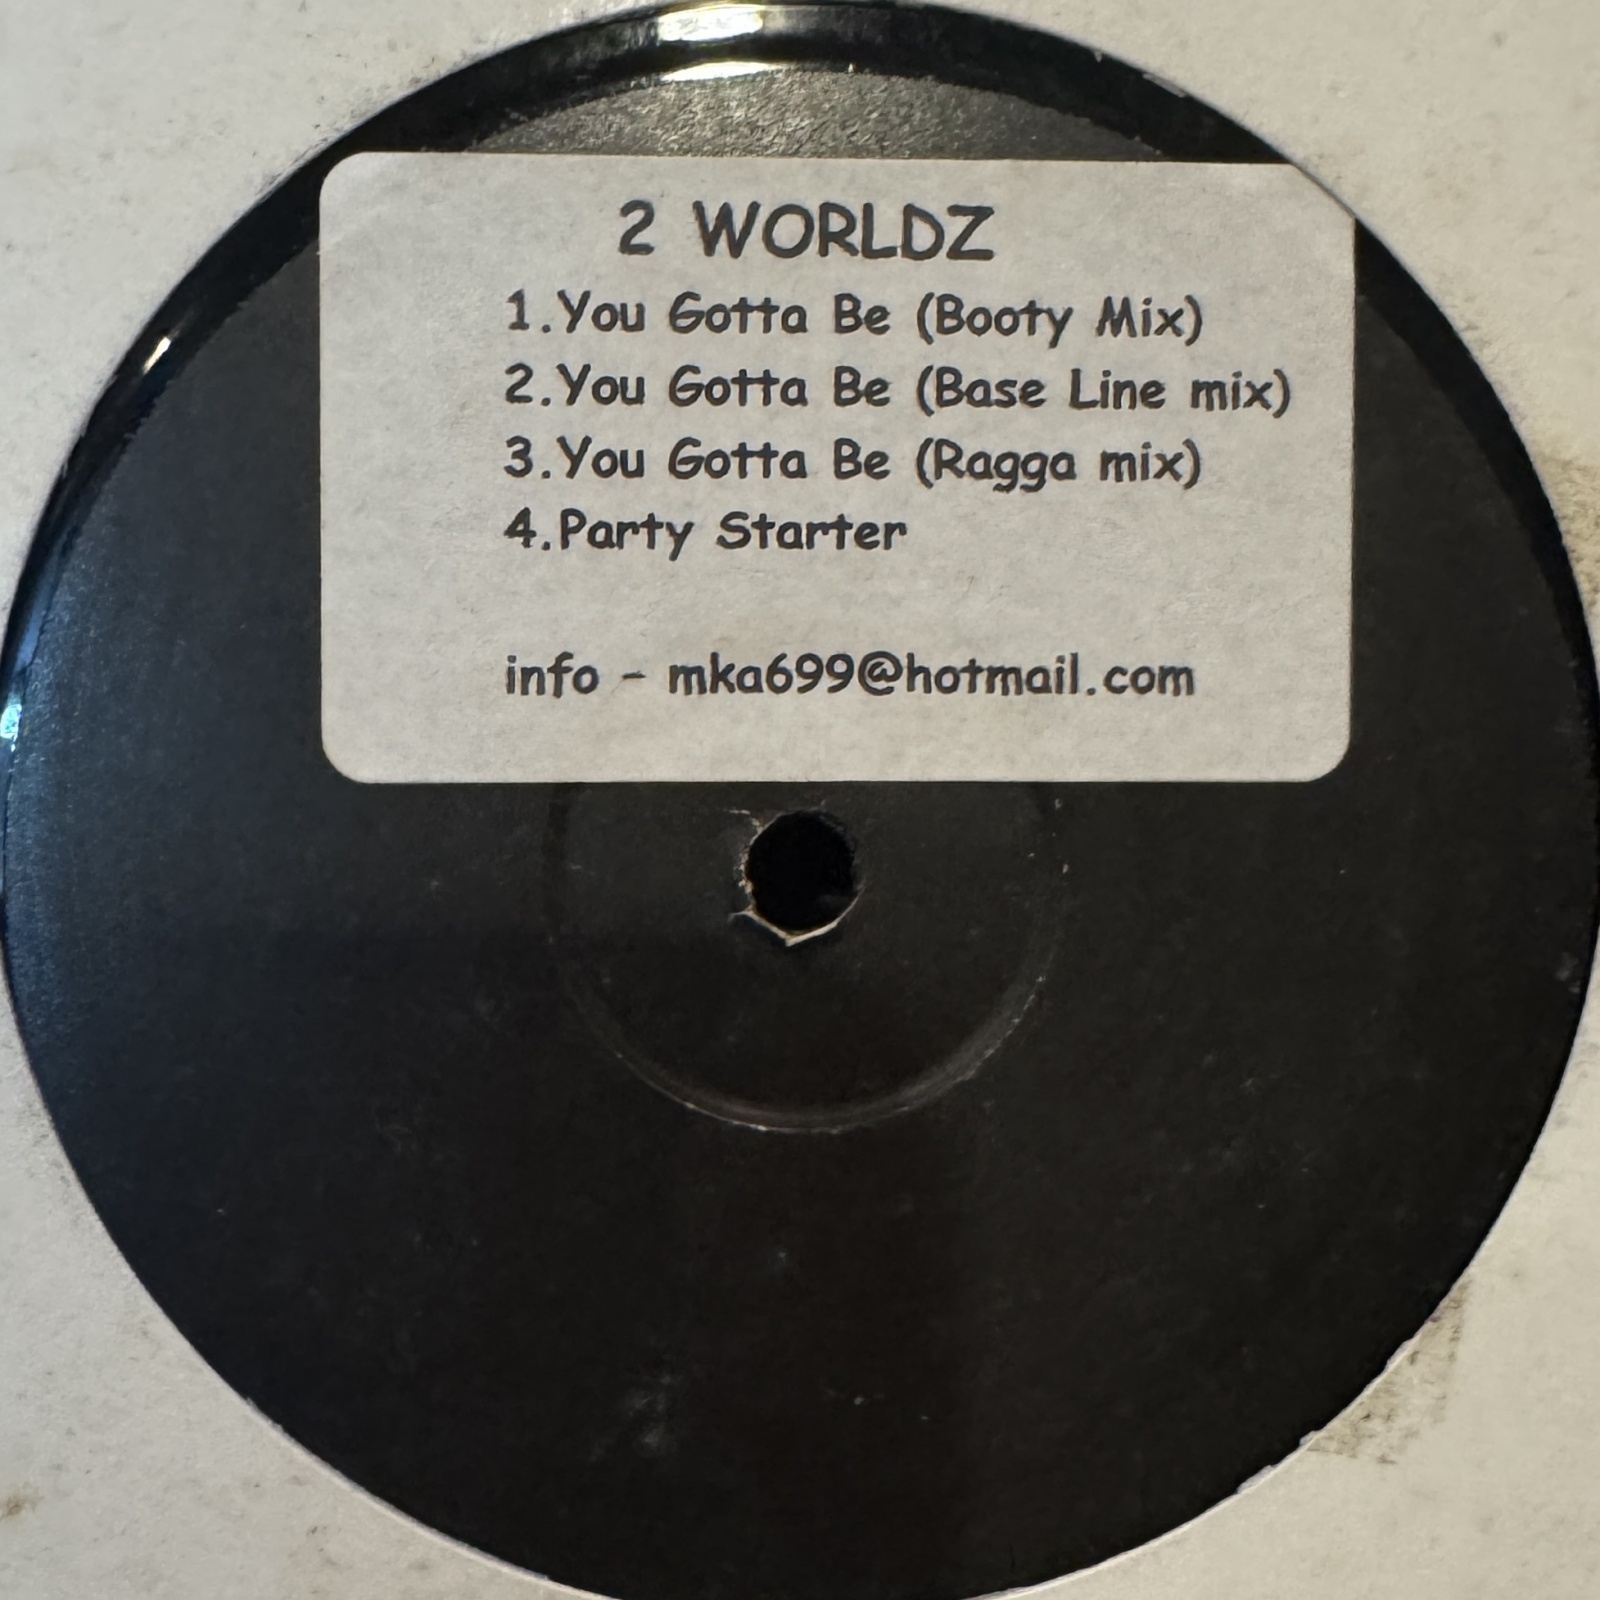 2 WORLDZ
1.You Gotta Be (Booty Mix)
2.You Gotta Be (Base Line mix)
3.You Gotta Be (Ragga mix)
4.Party Starter
info - mka699@hotmail.com